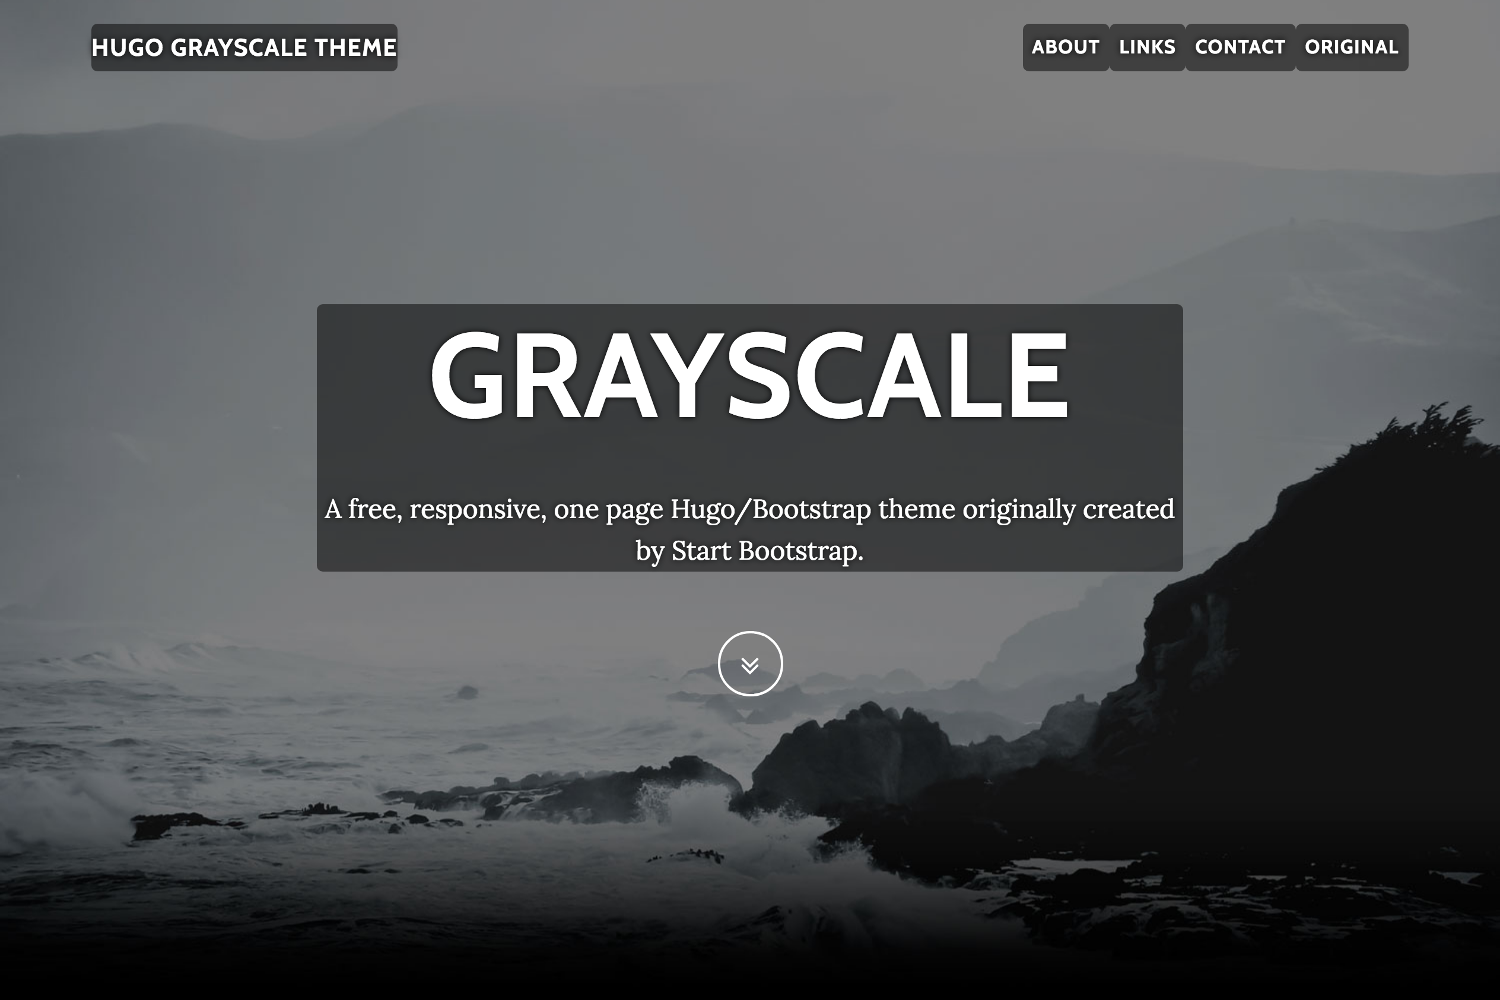 HUGO GRAYSCALE THEME
ABOUT LINKS CONTACT ORIGINAL
GRAYSCALE
A free, responsive, one page Hugo/Bootstrap theme originally created
by Start Bootstrap.